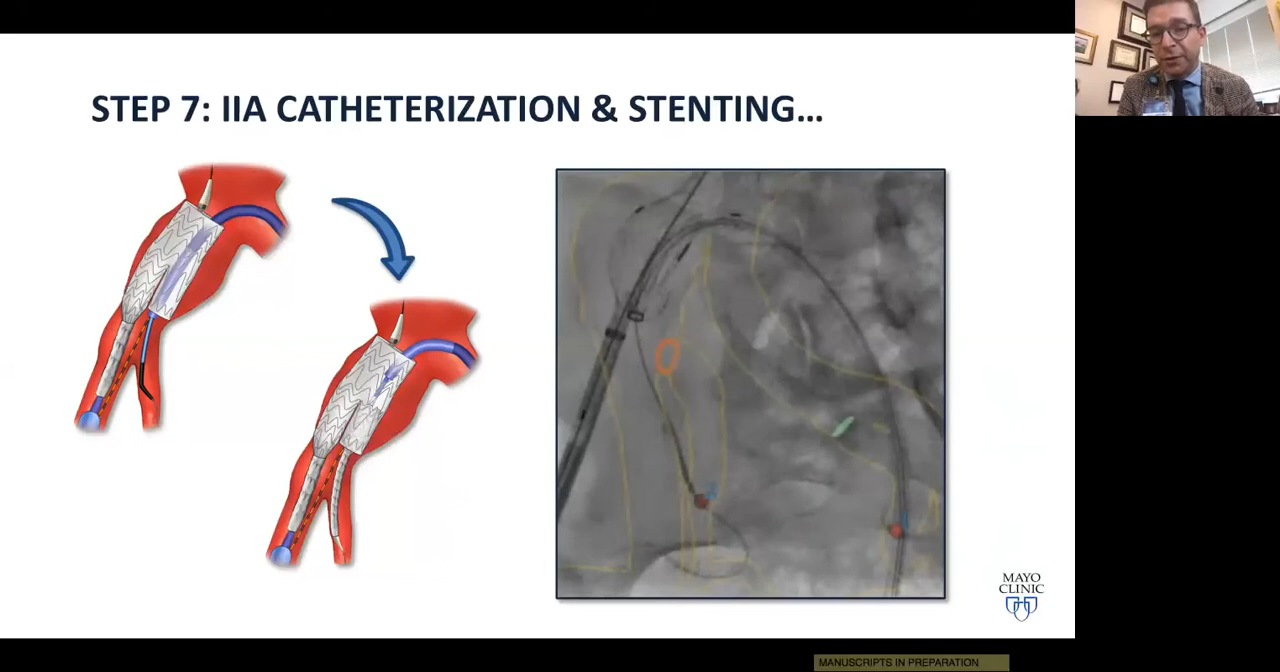 STEP 7: IIA CATHETERIZATION & STENTING...
MAYO
CLINIC
MANUSCRIPTS IN PREPARATION